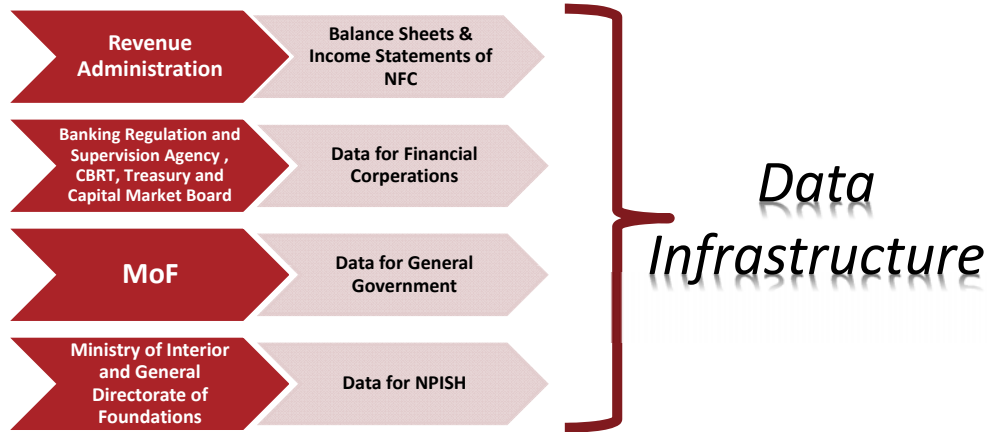 Revenue
Administration
Balance Sheets &
Income Statements of
NFC
Banking Regulation and
Supervision Agency ,
CBRT, Treasury and
Capital Market Board
Data for Financial
Corperations
MoF
Data for General
Government
Ministry of Interior
and General
Directorate of
Foundations
Data for NPISH
Data
Infrastructure